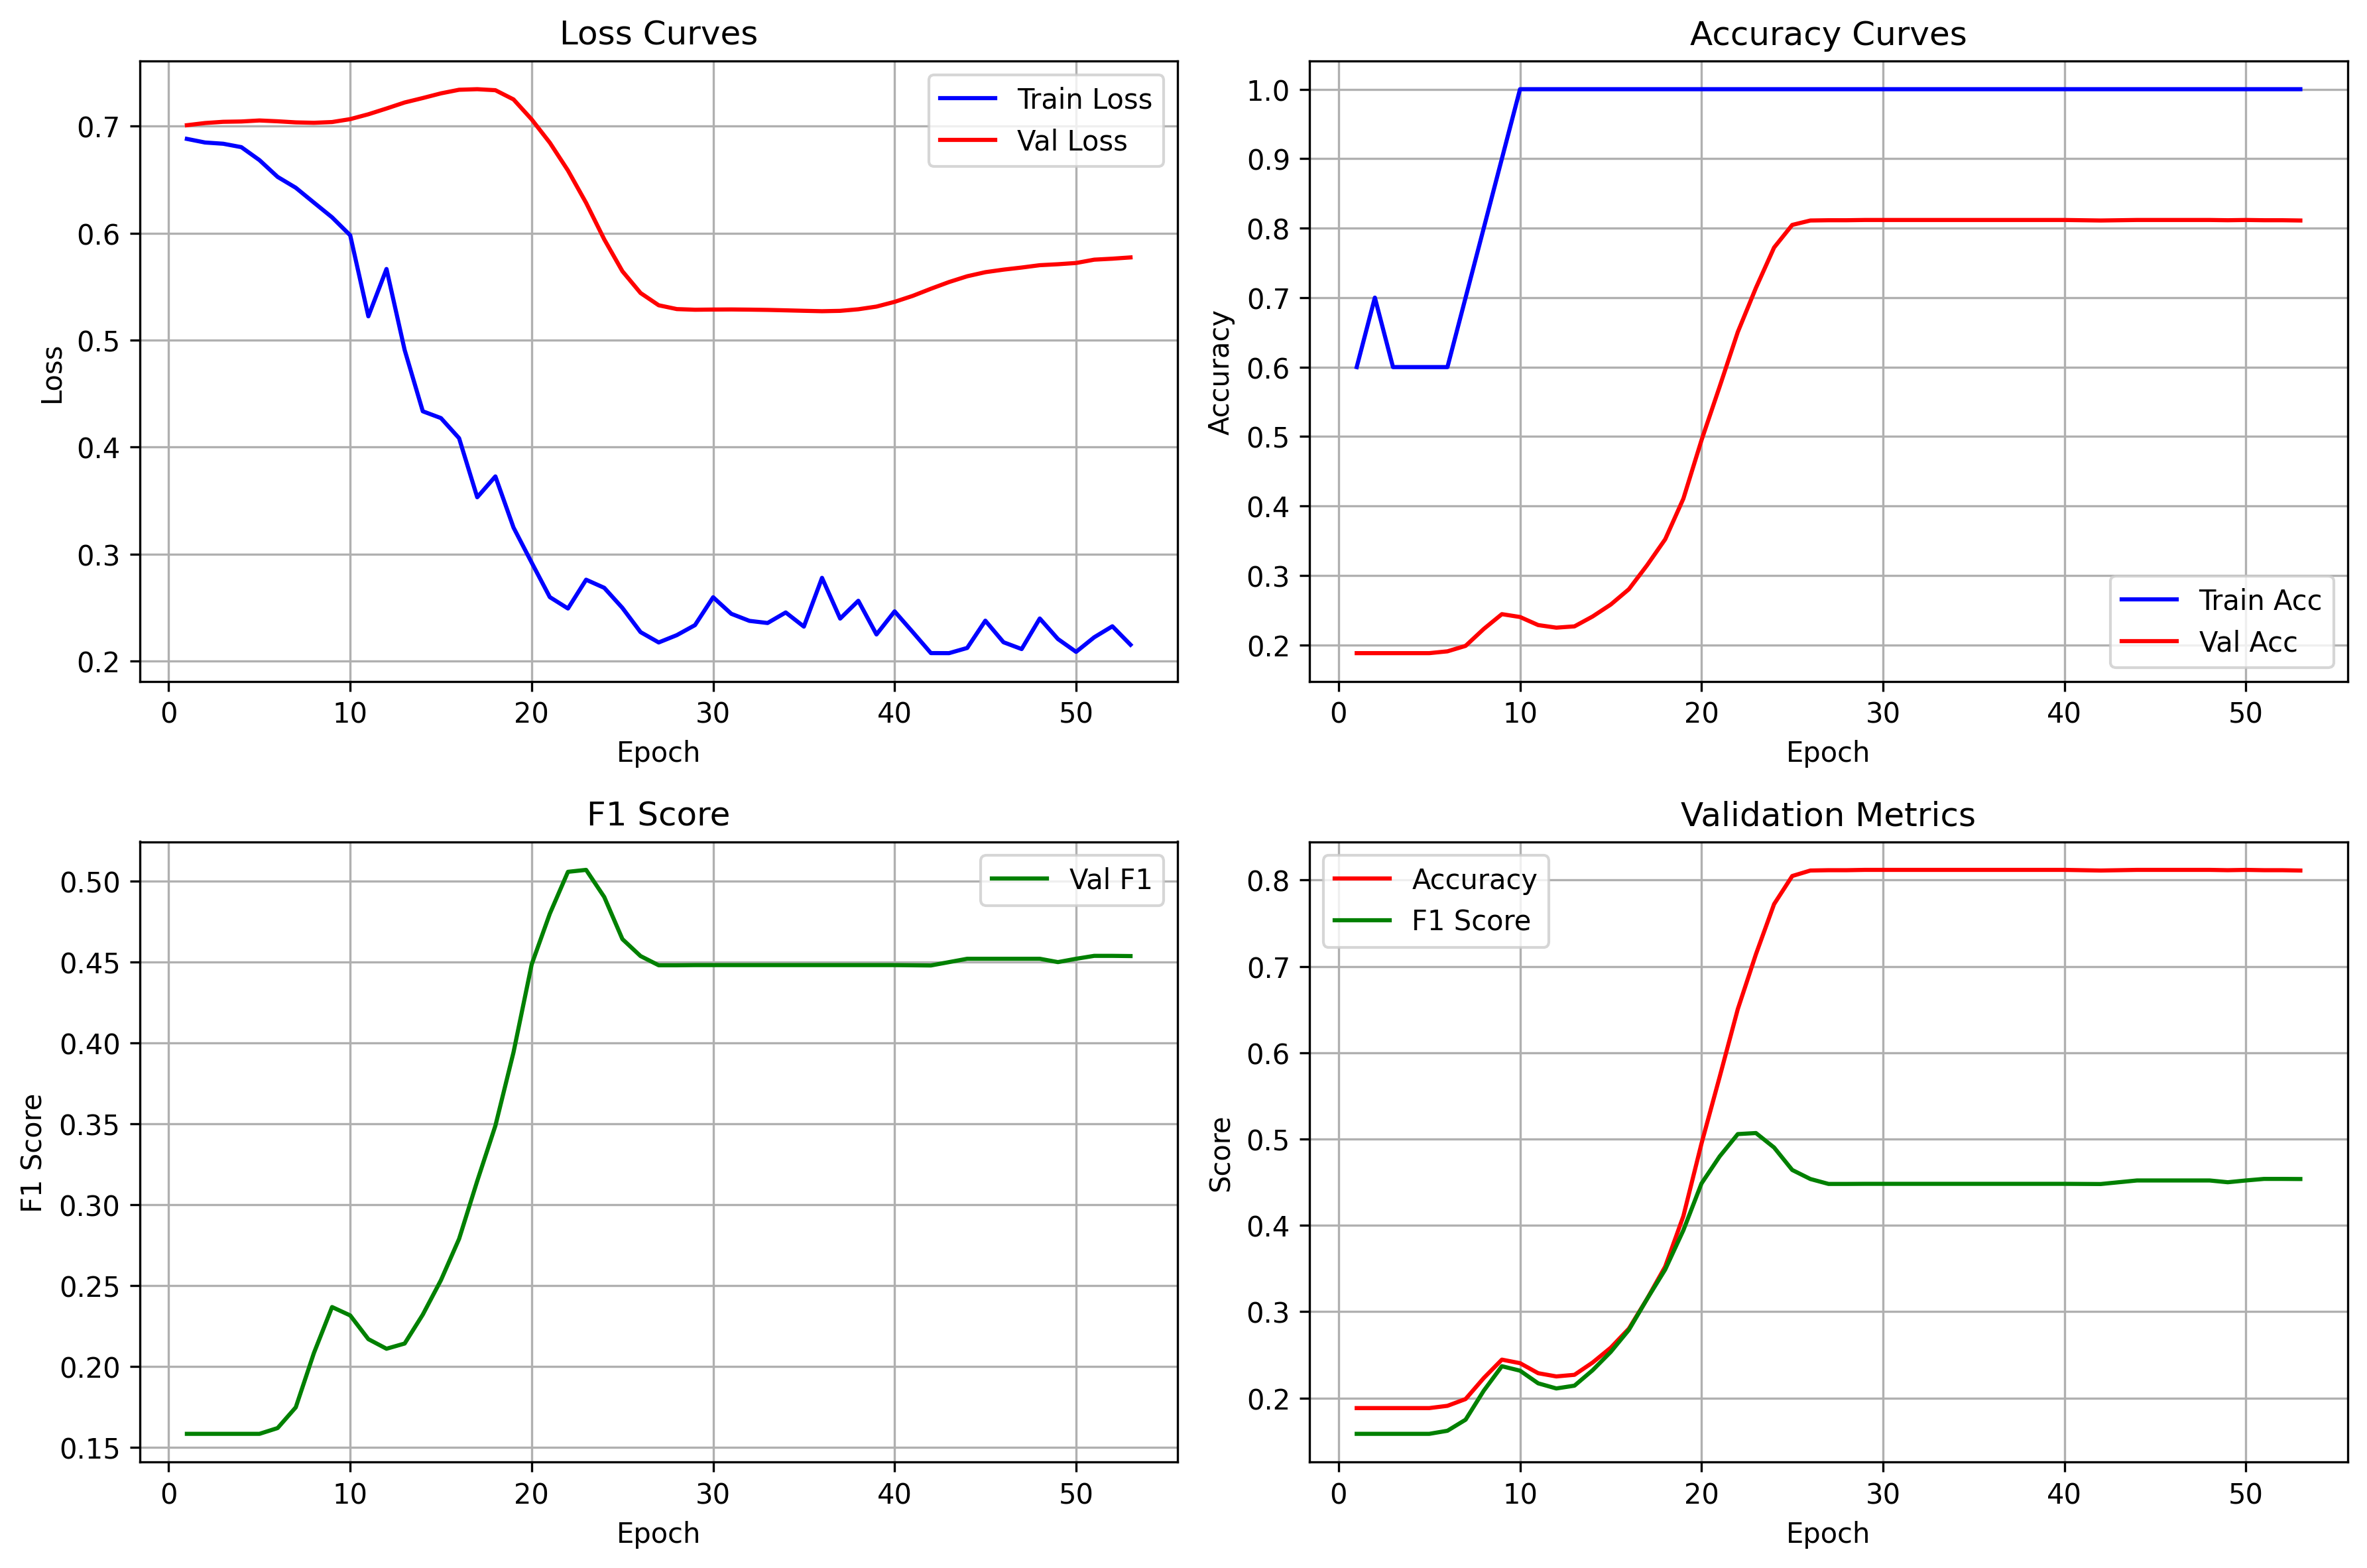 Loss Curves
0.7
0.6
0.5
0.4
0.3
0.2
Loss
Train Loss
Val Loss
0 10 20 30 40 50
Epoch
Accuracy Curves
1.0
0.9
0.8
0.7
0.6
0.5
0.4
0.3
0.2
Accuracy
Train Acc
Val Acc
0 10 20 30 40 50
Epoch
F1 Score
0.50
0.45
0.40
0.35
0.30
0.25
0.20
0.15
F1 Score
Val F1
0 10 20 30 40 50
Epoch
Validation Metrics
0.8
0.7
0.6
0.5
0.4
0.3
0.2
Score
Accuracy
F1 Score
0 10 20 30 40 50
Epoch